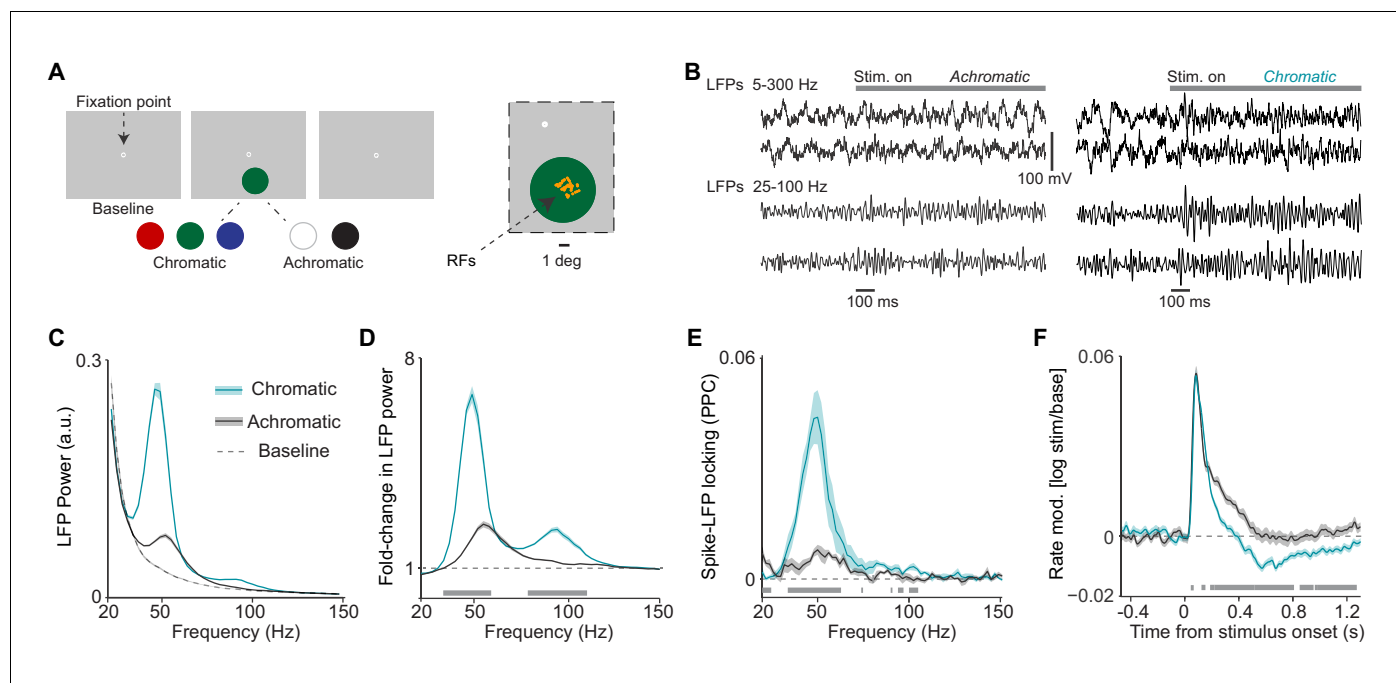 A
Fixation point
Baseline
Chromatic
Achromatic
RFs
1 deg
B
LFPs 5-300 Hz
Stim. on
Achromatic
Stim. on
Chromatic
100 mV
LFPs 25-100 Hz
100 ms
100 ms
C
0.3
LFP Power (a.u.)
0
20
50
100
150
Frequency (Hz)
Chromatic
Achromatic
Baseline
D
8
Fold-change in LFP power
1
20
50
100
150
Frequency (Hz)
E
0.06
Spike-LFP locking (PPC)
0
20
50
100
150
Frequency (Hz)
F
0.06
Rate mod. [log stim/base]
0
−0.02
-0.4
0
0.4
0.8
1.2
Time from stimulus onset (s)